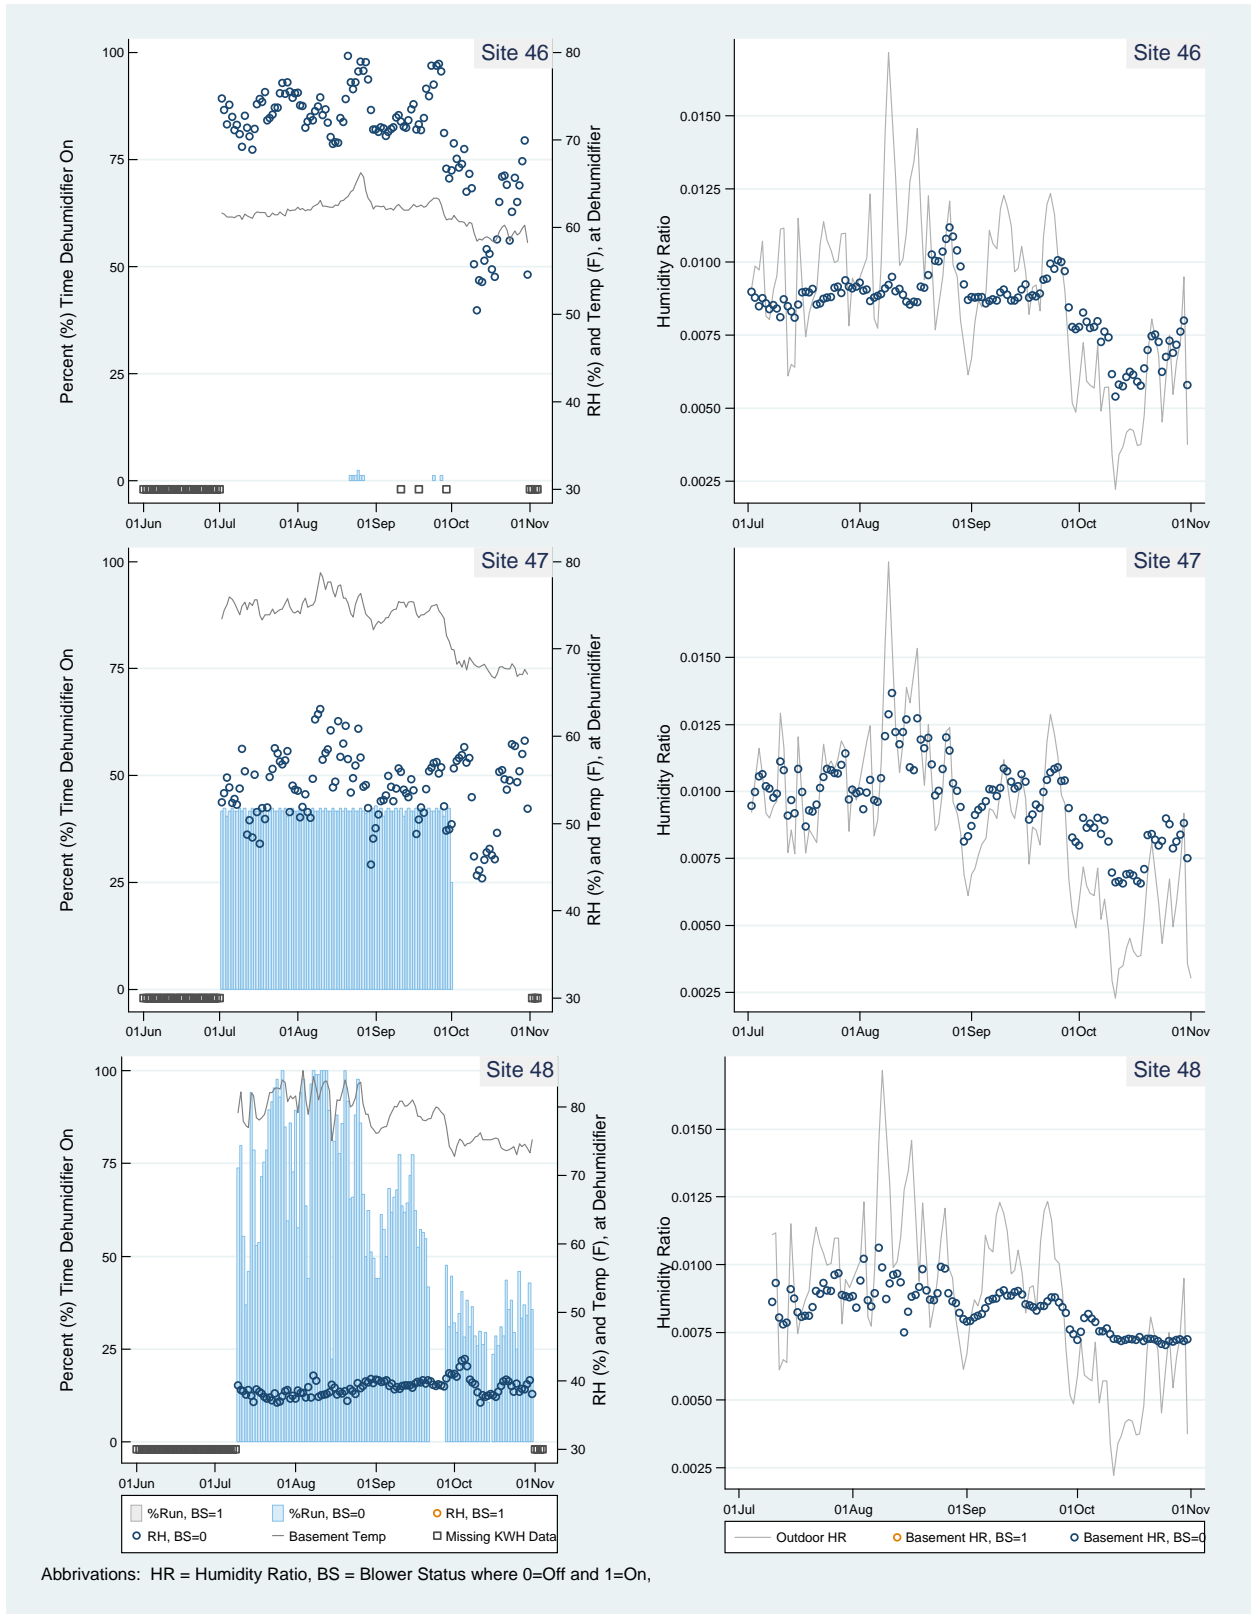 Site 46
100
75
50
25
0
80
70
60
50
40
30
Percent (%) Time Dehumidifier On
RH (%) and Temp (F), at Dehumidifier
01Jun 01Jul 01Aug 01Sep 01Oct 01Nov
Site 46
0.0150
0.0125
0.0100
0.0075
0.0050
0.0025
Humidity Ratio
01Jul 01Aug 01Sep 01Oct 01Nov
Site 47
100
75
50
25
0
80
70
60
50
40
30
Percent (%) Time Dehumidifier On
RH (%) and Temp (F), at Dehumidifier
01Jun 01Jul 01Aug 01Sep 01Oct 01Nov
Site 47
0.0150
0.0125
0.0100
0.0075
0.0050
0.0025
Humidity Ratio
01Jul 01Aug 01Sep 01Oct 01Nov
Site 48
100
75
50
25
0
80
70
60
50
40
30
Percent (%) Time Dehumidifier On
RH (%) and Temp (F), at Dehumidifier
01Jun 01Jul 01Aug 01Sep 01Oct 01Nov
%Run, BS=1 %Run, BS=0 RH, BS=1
RH, BS=0 Basement Temp Missing KWH Data
Site 48
0.0150
0.0125
0.0100
0.0075
0.0050
0.0025
Humidity Ratio
01Jul 01Aug 01Sep 01Oct 01Nov
Outdoor HR Basement HR, BS=1 Basement HR, BS=0
Abbrivations: HR = Humidity Ratio, BS = Blower Status where 0=Off and 1=On,